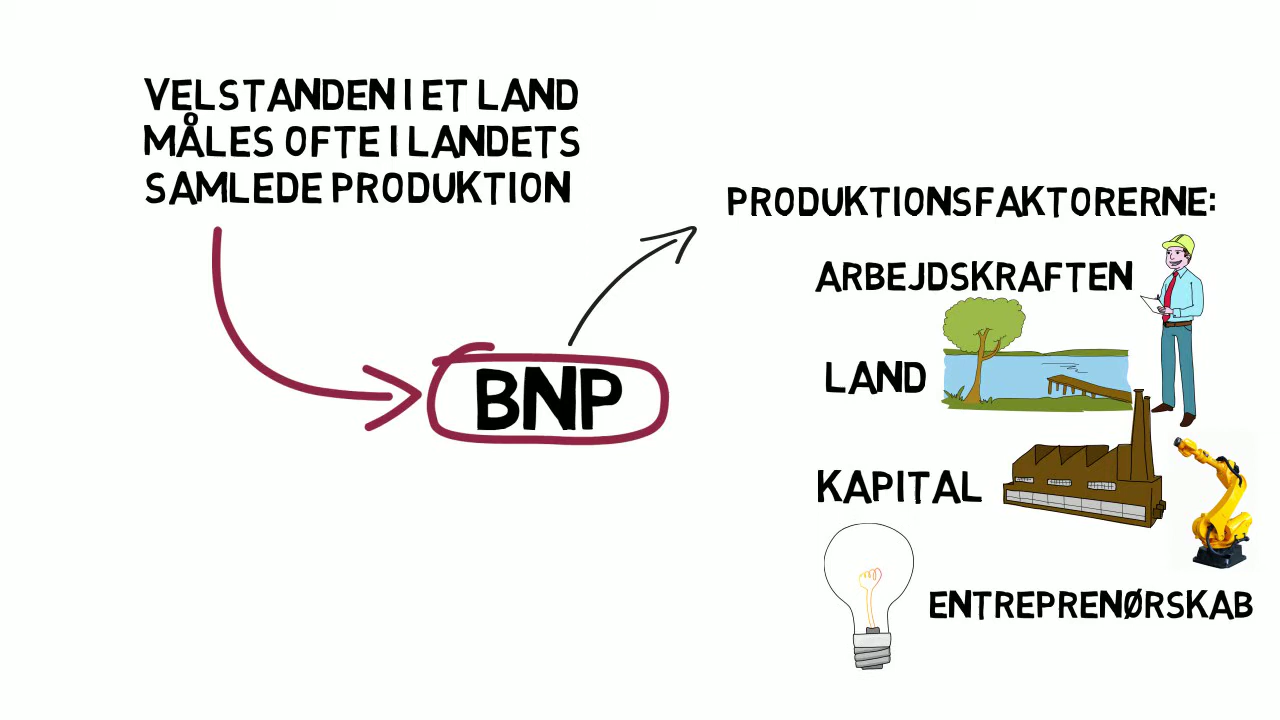 VELSTANDEN I ET LAND
MÅLES OFTE I LANDETS
SAMLEDE PRODUKTION
BNP
PRODUKTIONSFAKTORERNE:
ARBEJDSKRAFTEN
LAND
KAPITAL
ENTREPRENØRSKAB